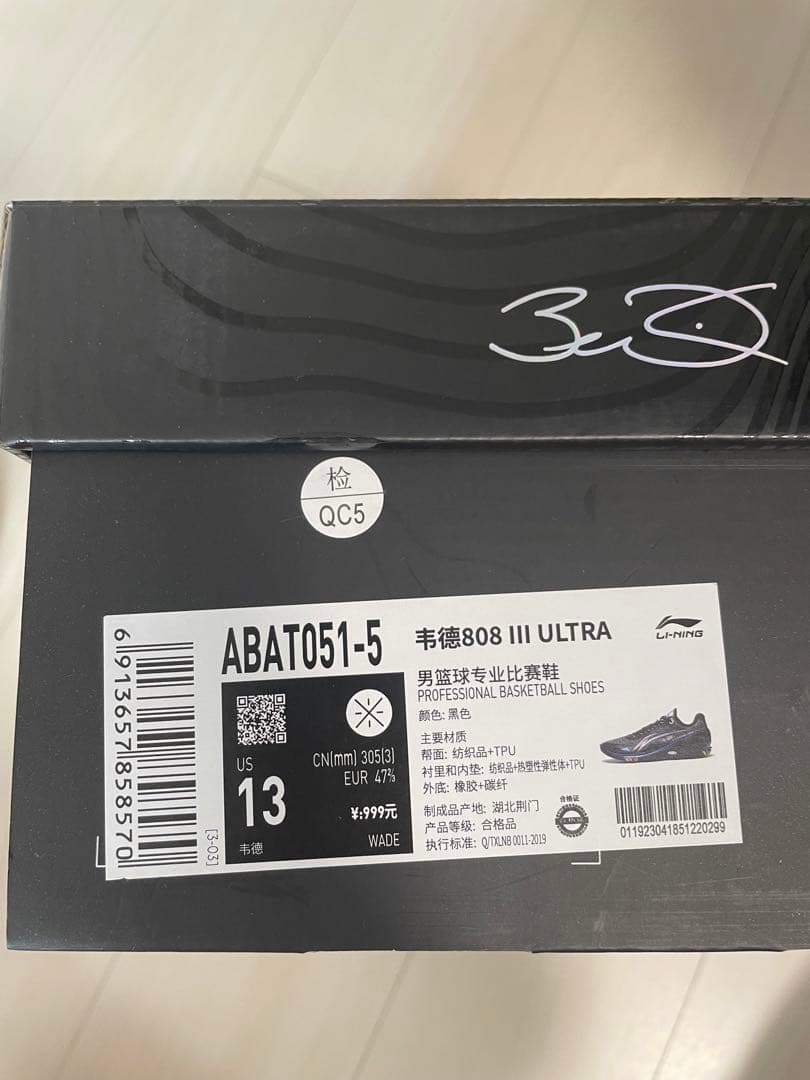 检
QC5
ABAT051-5
韦德808 III ULTRA
LI-NING
男篮球专业比赛鞋
PROFESSIONAL BASKETBALL SHOES
颜色: 黑色
主要材质
帮面: 纺织品+TPU
衬里和内垫: 纺织品+热塑性弹性体+TPU
外底: 橡胶+碳纤
制成品产地: 湖北荆门
产品等级: 合格品
执行标准: Q/TXLNB 0011-2019
合格证
0119230418512​20299
US
13
韦德
CN(mm) 305(3)
EUR 47⅔
¥:999元
WADE
[3-03]
6913657858570